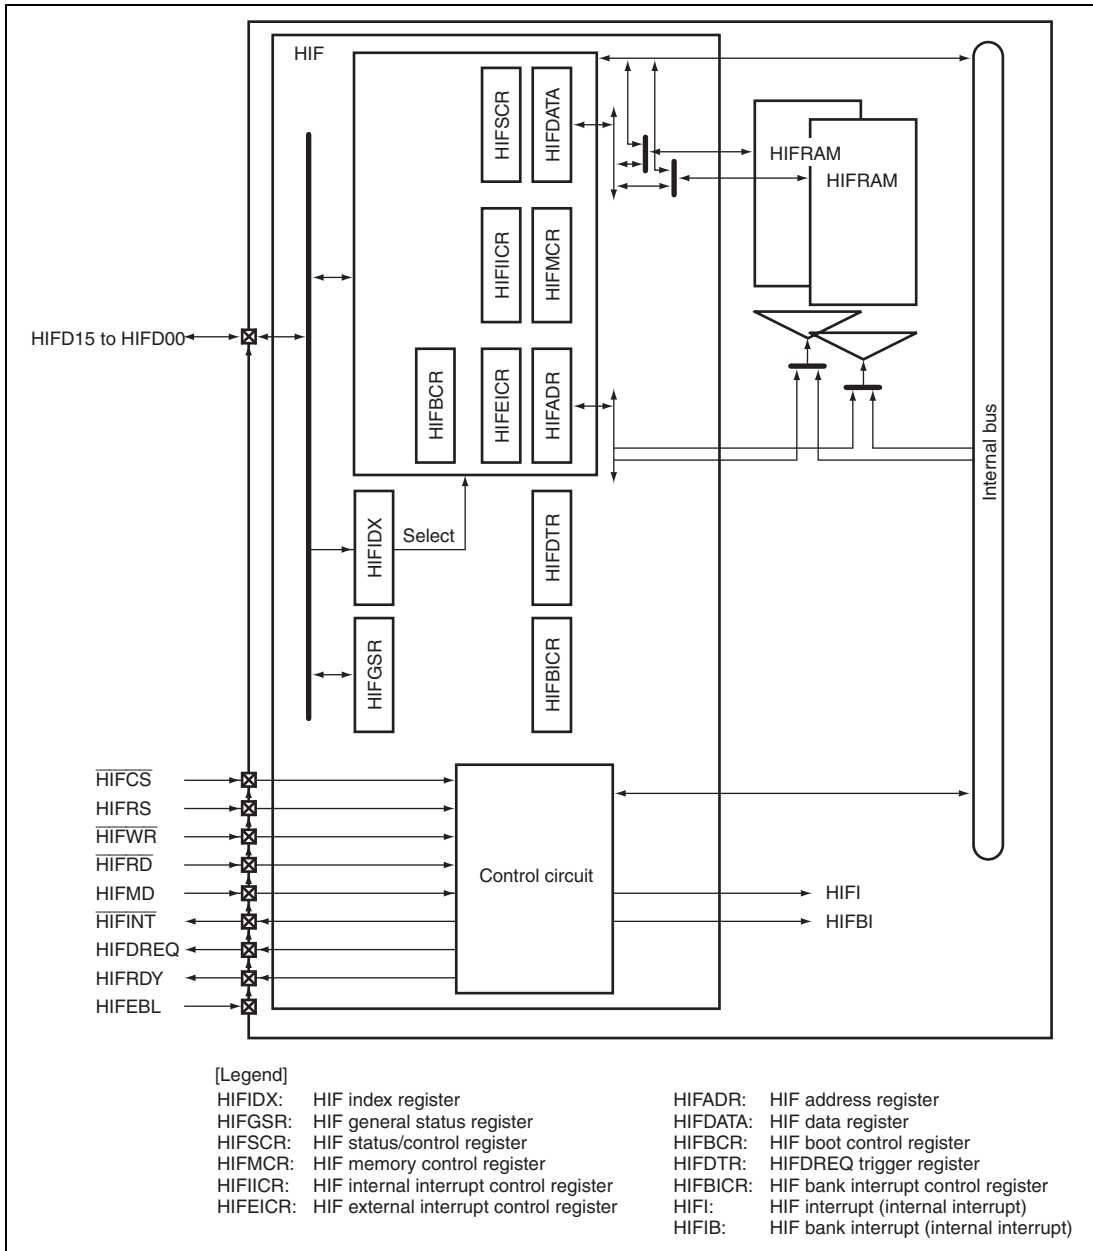 HIF
HIFSCR
HIFDATA
HIFRAM
HIFRAM
HIFIICR
HIFMCR
HIFD15 to HIFD00
HIFBCR
HIFEICR
HIFADR
Internal bus
HIFIDX
Select
HIFDTR
HIFGSR
HIFBICR
HIFCS
HIFRS
HIFWR
HIFRD
HIFMD
HIFINT
HIFDREQ
HIFRDY
HIFEBL
Control circuit
HIFI
HIFBI
[Legend]
HIFIDX: HIF index register
HIFGSR: HIF general status register
HIFSCR: HIF status/control register
HIFMCR: HIF memory control register
HIFIICR: HIF internal interrupt control register
HIFEICR: HIF external interrupt control register
HIFADR: HIF address register
HIFDATA: HIF data register
HIFBCR: HIF boot control register
HIFDTR: HIFDREQ trigger register
HIFBICR: HIF bank interrupt control register
HIFI: HIF interrupt (internal interrupt)
HIFIB: HIF bank interrupt (internal interrupt)